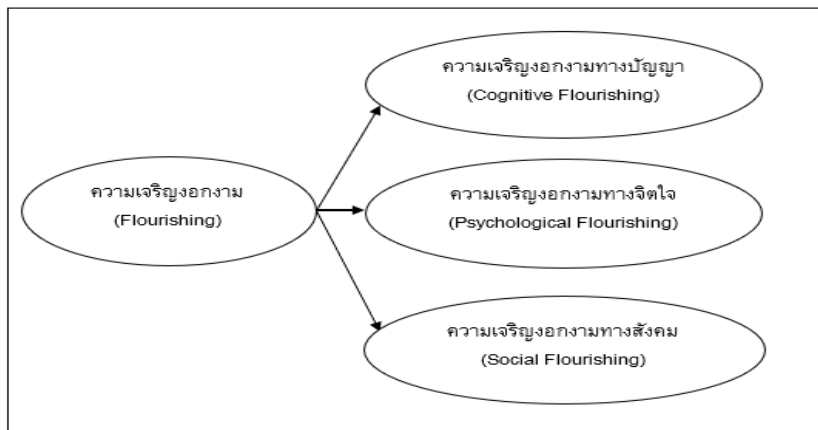 ความเจริญงอกงาม
(Flourishing)
ความเจริญงอกงามทางปัญญา
(Cognitive Flourishing)
ความเจริญงอกงามทางจิตใจ
(Psychological Flourishing)
ความเจริญงอกงามทางสังคม
(Social Flourishing)